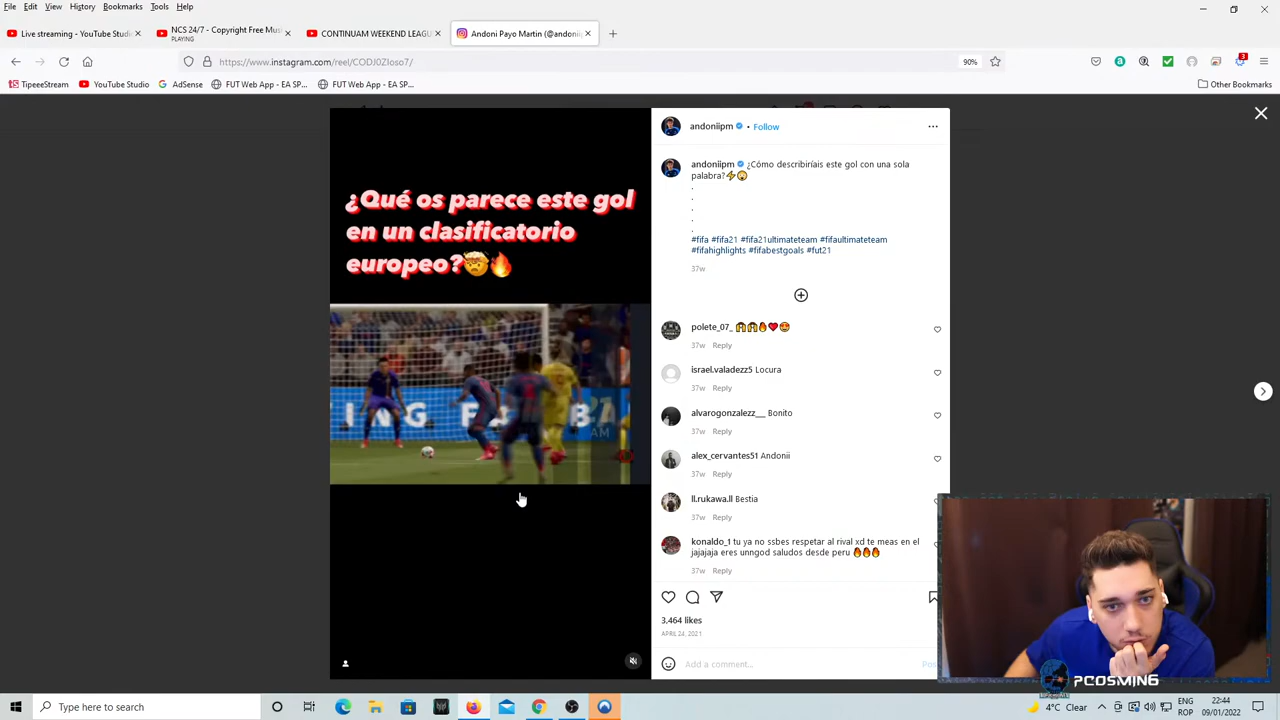 File Edit View History Bookmarks Tools Help
Live streaming - YouTube Studi
NCS 24/7 - Copyright Free Mus
PLAYING
CONTINUAM WEEKEND LEAGU
Andoni Payo Martin (@andonii
https://www.instagram.com/reel/CODJ0ZIoso7/
90%
3
TipeeeStream
YouTube Studio
AdSense
FUT Web App - EA SP...
FUT Web App - EA SP...
Other Bookmarks
¿Qué os parece este gol
en un clasificatorio
europeo?🤯🔥
andoniipm • Follow
andoniipm ¿Cómo describiríais este gol con una sola
palabra?⚡😱
.
.
.
.
.
#fifa #fifa21 #fifa21ultimateteam #fifaultimateteam
#fifahighlights #fifabestgoals #fut21
37w
polete_07_
37w Reply
israel.valadezz5 Locura
37w Reply
alvarogonzalezz__ Bonito
37w Reply
alex_cervantes51 Andonii
37w Reply
ll.rukawa.ll Bestia
37w Reply
konaldo_1 tu ya no ssbes respetar al rival xd te meas en el
jajajaja eres unngod saludos desde peru 🔥🔥🔥
37w Reply
3,464 likes
APRIL 24, 2021
Add a comment...
Pos
PCOSMIN6
Type here to search
4°C Clear
ENG
ROP
22:44
09/01/2022